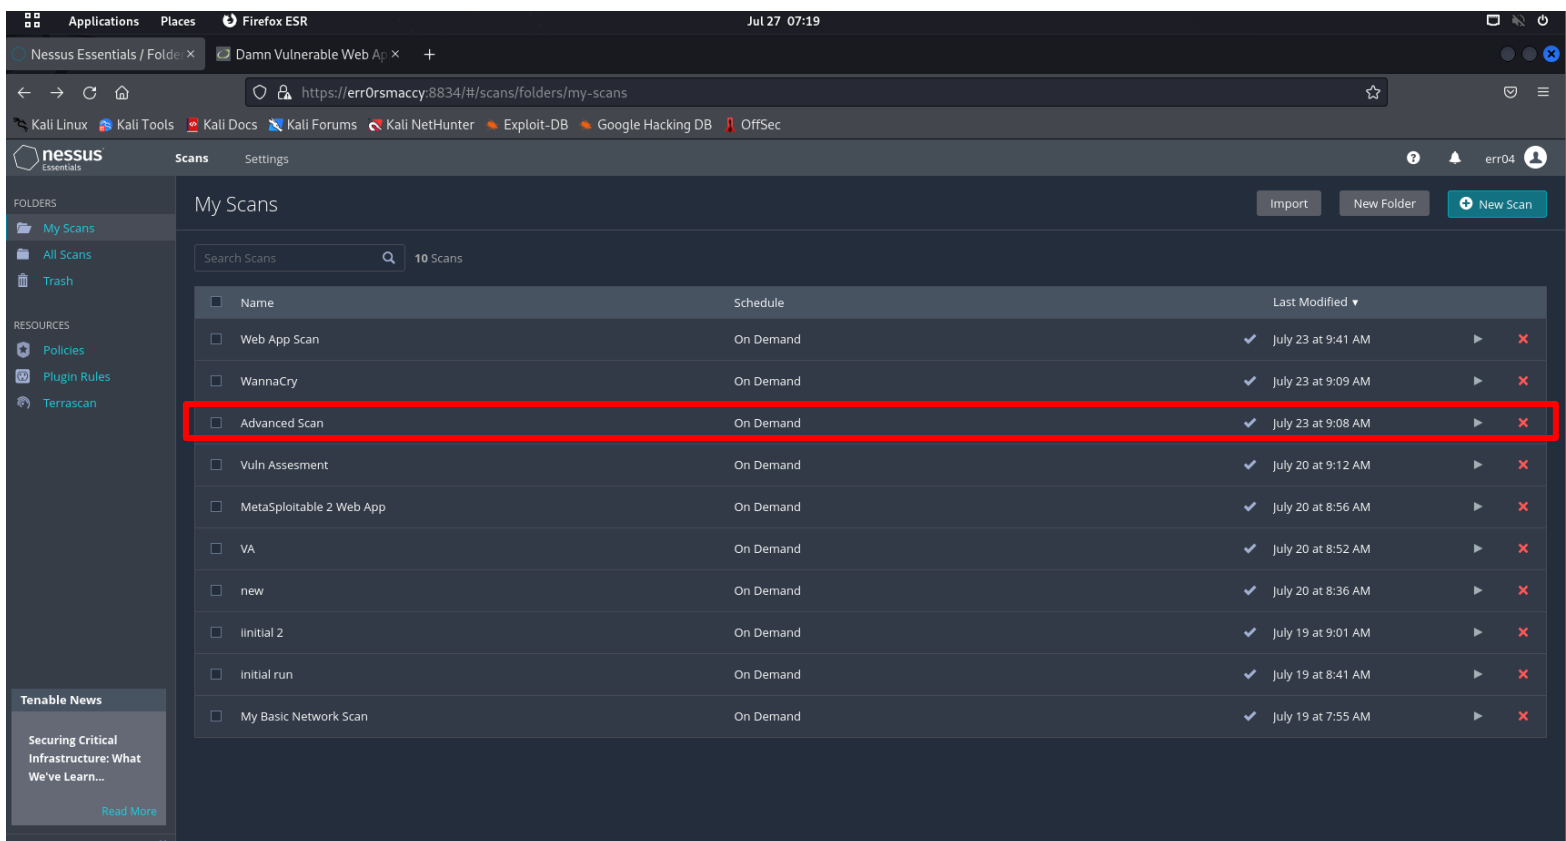 Applications Places Firefox ESR Jul 27 07:19
Nessus Essentials / Folde × Damn Vulnerable Web Ap × +
https://err0rsmaccy:8834/#/scans/folders/my-scans
Kali Linux Kali Tools Kali Docs Kali Forums Kali NetHunter Exploit-DB Google Hacking DB OffSec
nessus Essentials Scans Settings err04
FOLDERS
My Scans
All Scans
Trash
RESOURCES
Policies
Plugin Rules
Terrascan
Tenable News
Securing Critical
Infrastructure: What
We've Learn...
Read More
My Scans Import New Folder New Scan
Search Scans 10 Scans
Name Schedule Last Modified
Web App Scan On Demand July 23 at 9:41 AM
WannaCry On Demand July 23 at 9:09 AM
Advanced Scan On Demand July 23 at 9:08 AM
Vuln Assesment On Demand July 20 at 9:12 AM
MetaSploitable 2 Web App On Demand July 20 at 8:56 AM
VA On Demand July 20 at 8:52 AM
new On Demand July 20 at 8:36 AM
iinitial 2 On Demand July 19 at 9:01 AM
initial run On Demand July 19 at 8:41 AM
My Basic Network Scan On Demand July 19 at 7:55 AM